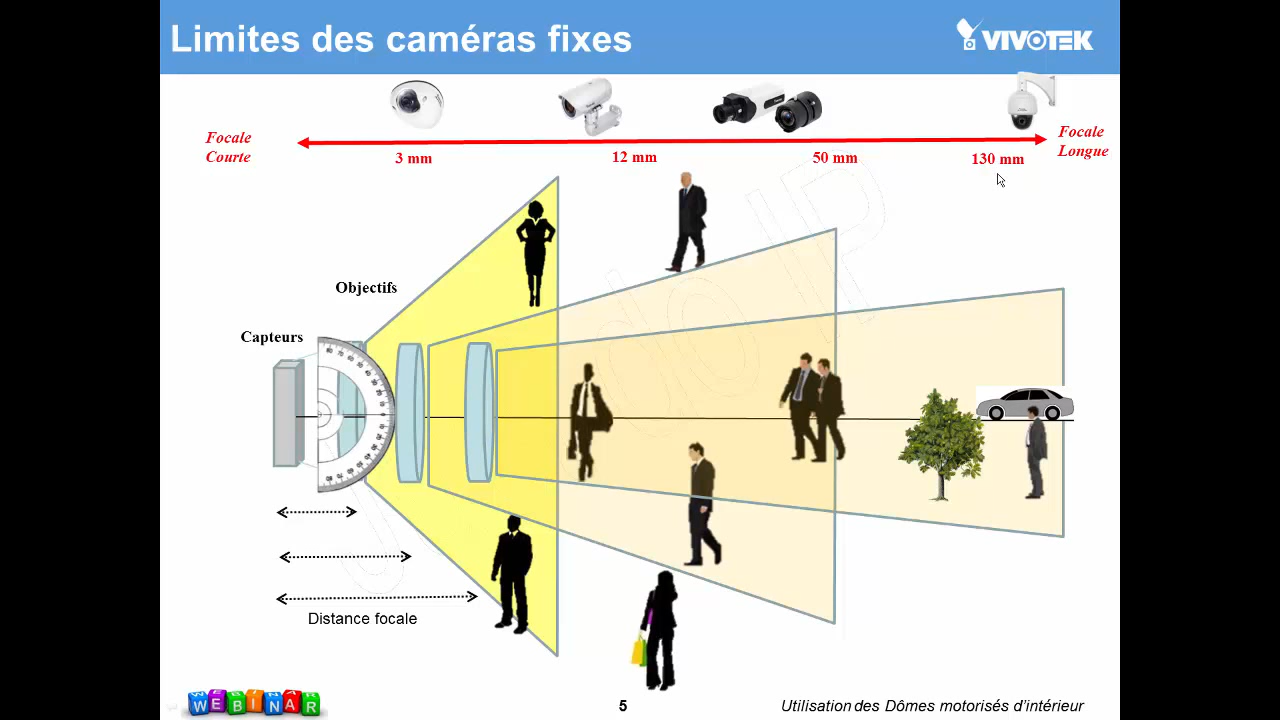 Limites des caméras fixes
VIVOTEK
Focale
Courte
3 mm
12 mm
50 mm
130 mm
Focale
Longue
Objectifs
Capteurs
Distance focale
WEBINAR
5
Utilisation des Dômes motorisés d'intérieur